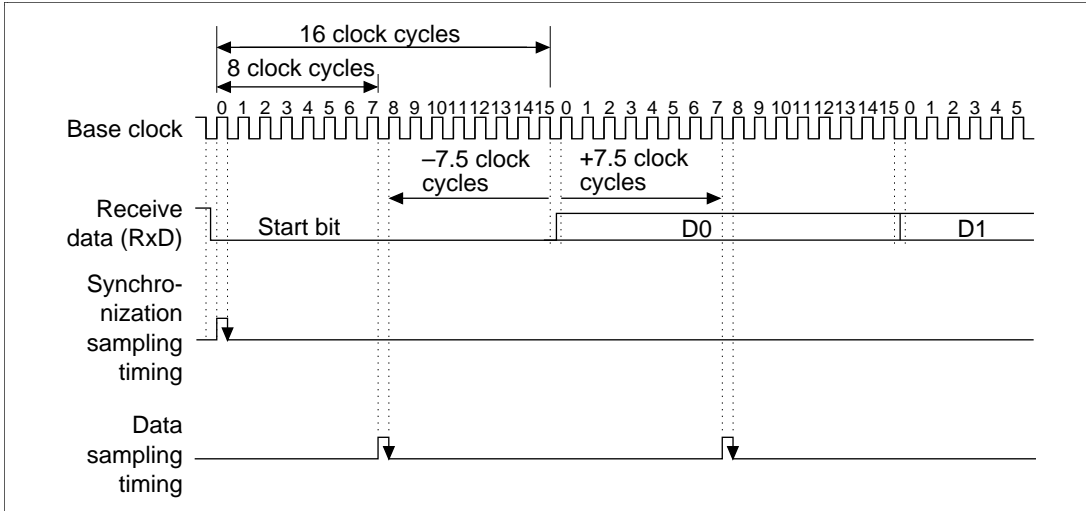 16 clock cycles
8 clock cycles
0 1 2 3 4 5 6 7 8 9 10 11 12 13 14 15 0 1 2 3 4 5 6 7 8 9 10 11 12 13 14 15 0 1 2 3 4 5
Base clock
–7.5 clock
cycles
+7.5 clock
cycles
Receive
data (RxD)
Start bit
D0
D1
Synchro-
nization
sampling
timing
Data
sampling
timing